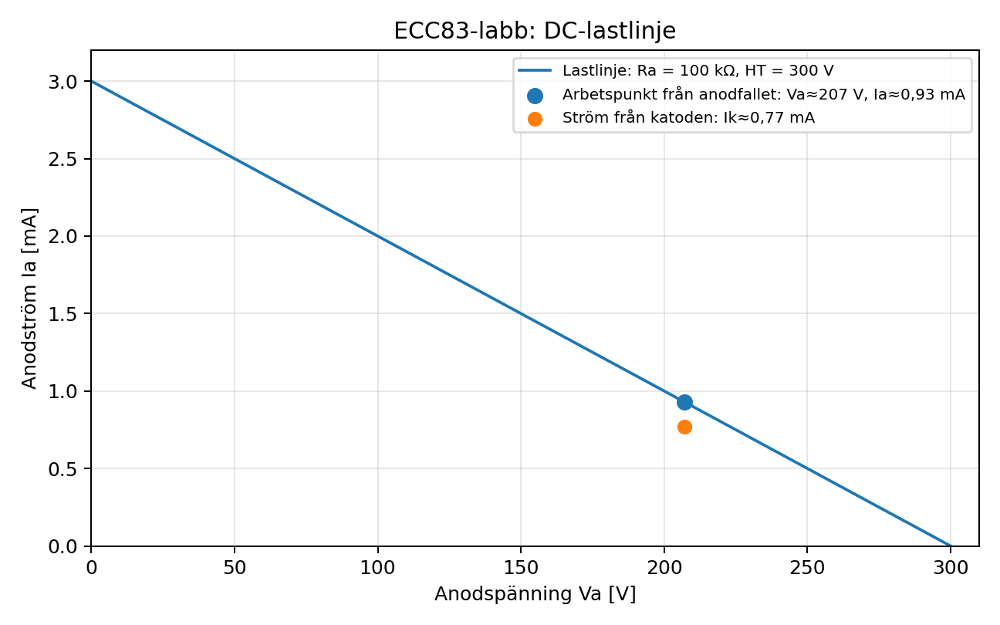 ECC83-labb: DC-lastlinje
Lastlinje: Ra = 100 kΩ, HT = 300 V
Arbetspunkt från anodfallet: Va≈207 V, Ia≈0,93 mA
Ström från katoden: Ik≈0,77 mA
Anodström Ia [mA]
3.0
2.5
2.0
1.5
1.0
0.5
0.0
0 50 100 150 200 250 300
Anodspänning Va [V]